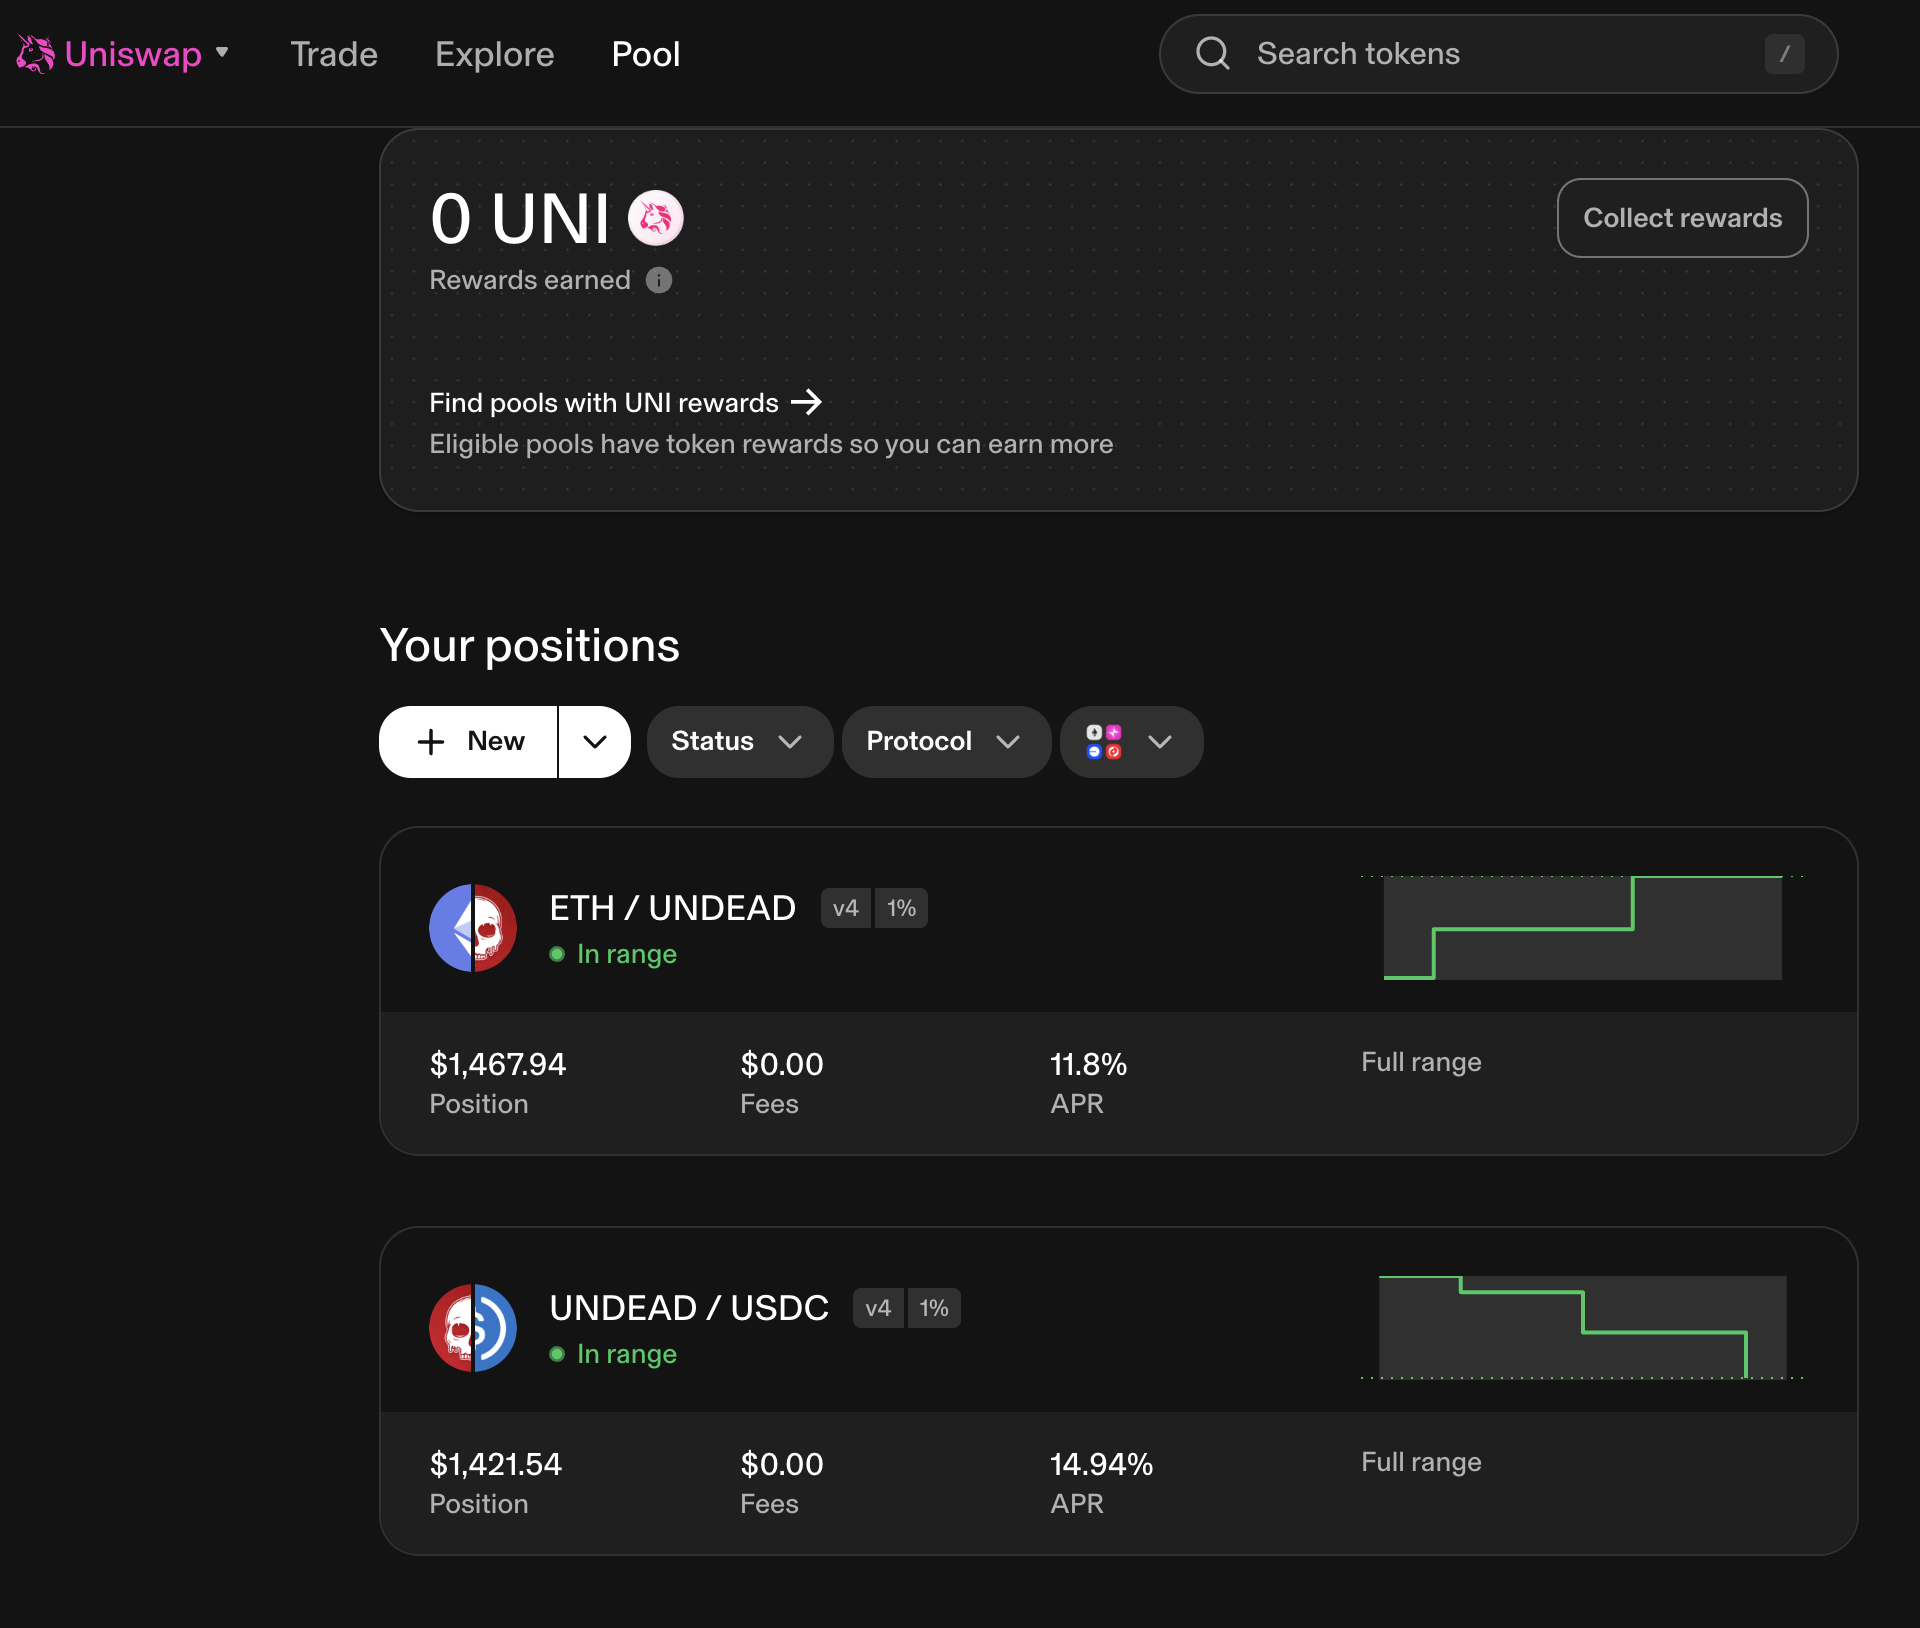 Uniswap
Trade
Explore
Pool
Search tokens
/
0 UNI
Collect rewards
Rewards earned
Find pools with UNI rewards →
Eligible pools have token rewards so you can earn more
Your positions
+ New
Status
Protocol
ETH / UNDEAD v4 1%
In range
$1,467.94
Position
$0.00
Fees
11.8%
APR
Full range
UNDEAD / USDC v4 1%
In range
$1,421.54
Position
$0.00
Fees
14.94%
APR
Full range